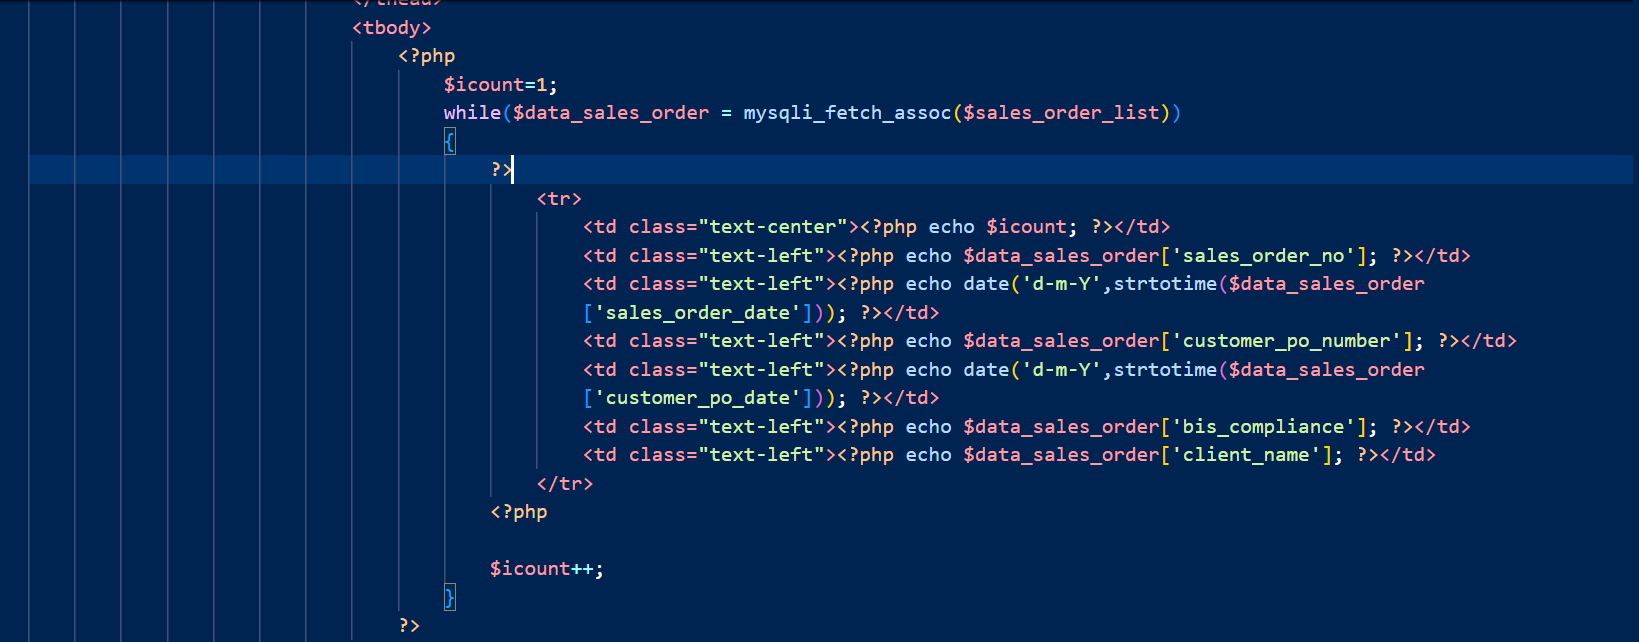 </thead>
<tbody>
<?php
$icount=1;
while($data_sales_order = mysqli_fetch_assoc($sales_order_list))
{
?>
<tr>
<td class="text-center"><?php echo $icount; ?></td>
<td class="text-left"><?php echo $data_sales_order['sales_order_no']; ?></td>
<td class="text-left"><?php echo date('d-m-Y',strtotime($data_sales_order
['sales_order_date'])); ?></td>
<td class="text-left"><?php echo $data_sales_order['customer_po_number']; ?></td>
<td class="text-left"><?php echo date('d-m-Y',strtotime($data_sales_order
['customer_po_date'])); ?></td>
<td class="text-left"><?php echo $data_sales_order['bis_compliance']; ?></td>
<td class="text-left"><?php echo $data_sales_order['client_name']; ?></td>
</tr>
<?php
$icount++;
}
?>